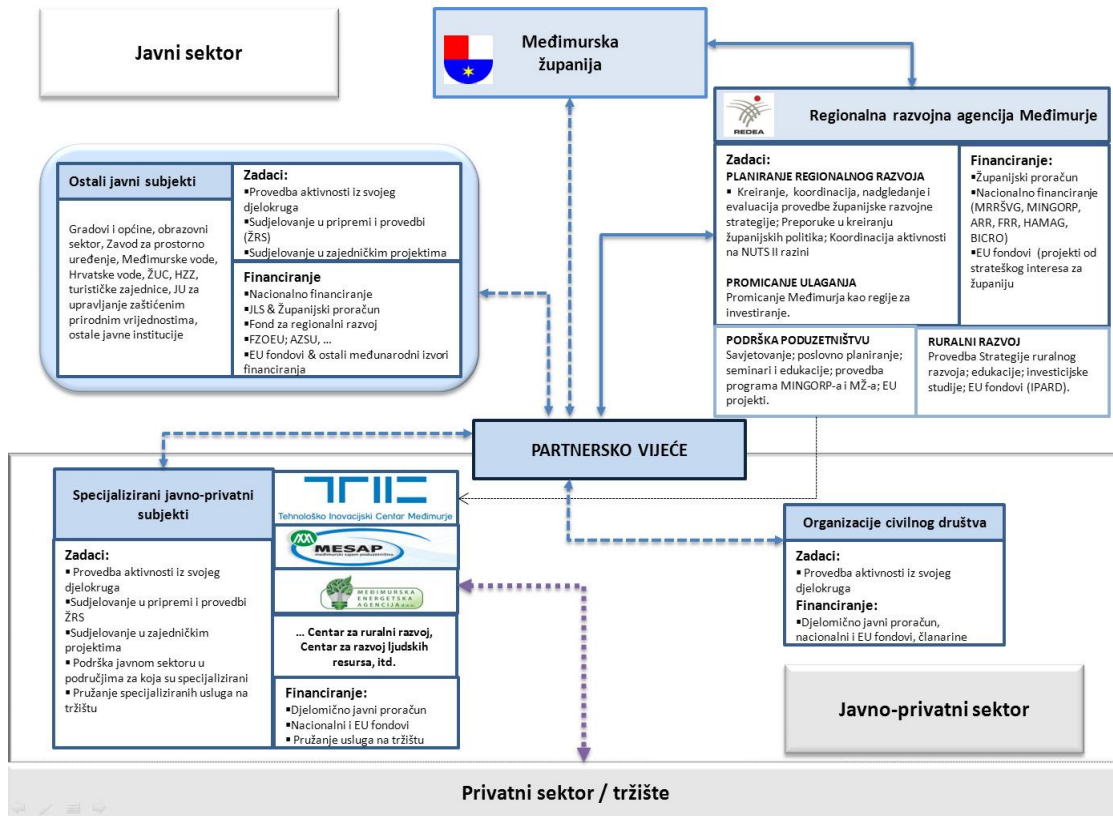 Javni sektor
Međimurska
županija
REDEA
Regionalna razvojna agencija Međimurje
Zadaci:
PLANIRANJE REGIONALNOG RAZVOJA
▪ Kreiranje, koordinacija, nadgledanje i
evaluacija provedbe županijske razvojne
strategije; Preporuke u kreiranju
županijskih politika; Koordinacija aktivnosti
na NUTS II razini
PROMICANJE ULAGANJA
Promicanje Međimurja kao regije za
investiranje.
Financiranje:
▪Županijski proračun
▪Nacionalno financiranje
(MRRŠVG, MINGORP,
ARR, FRR, HAMAG,
BICRO)
▪EU fondovi (projekti od
strateškog interesa za
županiju
PODRŠKA PODUZETNIŠTVU
Savjetovanje; poslovno planiranje;
seminari i edukacije; provedba
programa MINGORP-a i MŽ-a; EU
projekti.
RURALNI RAZVOJ
Provedba Strategije ruralnog
razvoja; edukacije; investicijske
studije; EU fondovi (IPARD).
Ostali javni subjekti
Gradovi i općine, obrazovni
sektor, Zavod za prostorno
uređenje, Međimurske vode,
Hrvatske vode, ŽUC, HZZ,
turističke zajednice, JU za
upravljanje zaštićenim
prirodnim vrijednostima,
ostale javne institucije
Zadaci:
▪Provedba aktivnosti iz svojeg
djelokruga
▪Sudjelovanje u pripremi i provedbi
(ŽRS)
▪Sudjelovanje u zajedničkim projektima
Financiranje
▪Nacionalno financiranje
▪JLS & Županijski proračun
▪Fond za regionalni razvoj
▪FZOEU; AZSU, ...
▪EU fondovi & ostali međunarodni izvori
financiranja
PARTNERSKO VIJEĆE
Specijalizirani javno-privatni
subjekti
Zadaci:
▪ Provedba aktivnosti iz svojeg
djelokruga
▪Sudjelovanje u pripremi i provedbi
ŽRS
▪Sudjelovanje u zajedničkim
projektima
▪ Podrška javnom sektoru u
područjima za koja su specijalizirani
▪ Pružanje specijaliziranih usluga na
tržištu
Tehnološko Inovacijski Centar Međimurje
MESAP
međimurski sajam poduzetništva
MEĐIMURSKA
ENERGETSKA
AGENCIJA d.o.o.
... Centar za ruralni razvoj,
Centar za razvoj ljudskih
resursa, itd.
Financiranje:
▪Djelomično javni proračun
▪Nacionalni i EU fondovi
▪ Pružanje usluga na tržištu
Organizacije civilnog društva
Zadaci:
▪ Provedba aktivnosti iz svojeg
djelokruga
Financiranje:
▪Djelomično javni proračun,
nacionalni i EU fondovi, članarine
Javno-privatni sektor
Privatni sektor / tržište